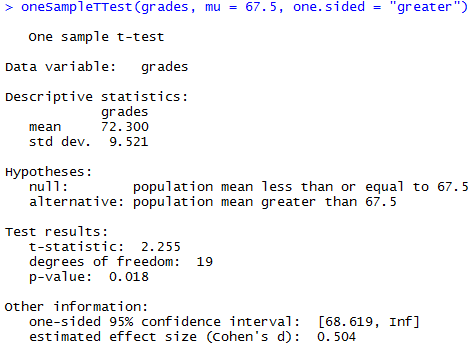 > oneSampleTTest(grades, mu = 67.5, one.sided = "greater")
One sample t-test
Data variable: grades
Descriptive statistics:
grades
mean 72.300
std dev. 9.521
Hypotheses:
null: population mean less than or equal to 67.5
alternative: population mean greater than 67.5
Test results:
t-statistic: 2.255
degrees of freedom: 19
p-value: 0.018
Other information:
one-sided 95% confidence interval: [68.619, Inf]
estimated effect size (Cohen's d): 0.504